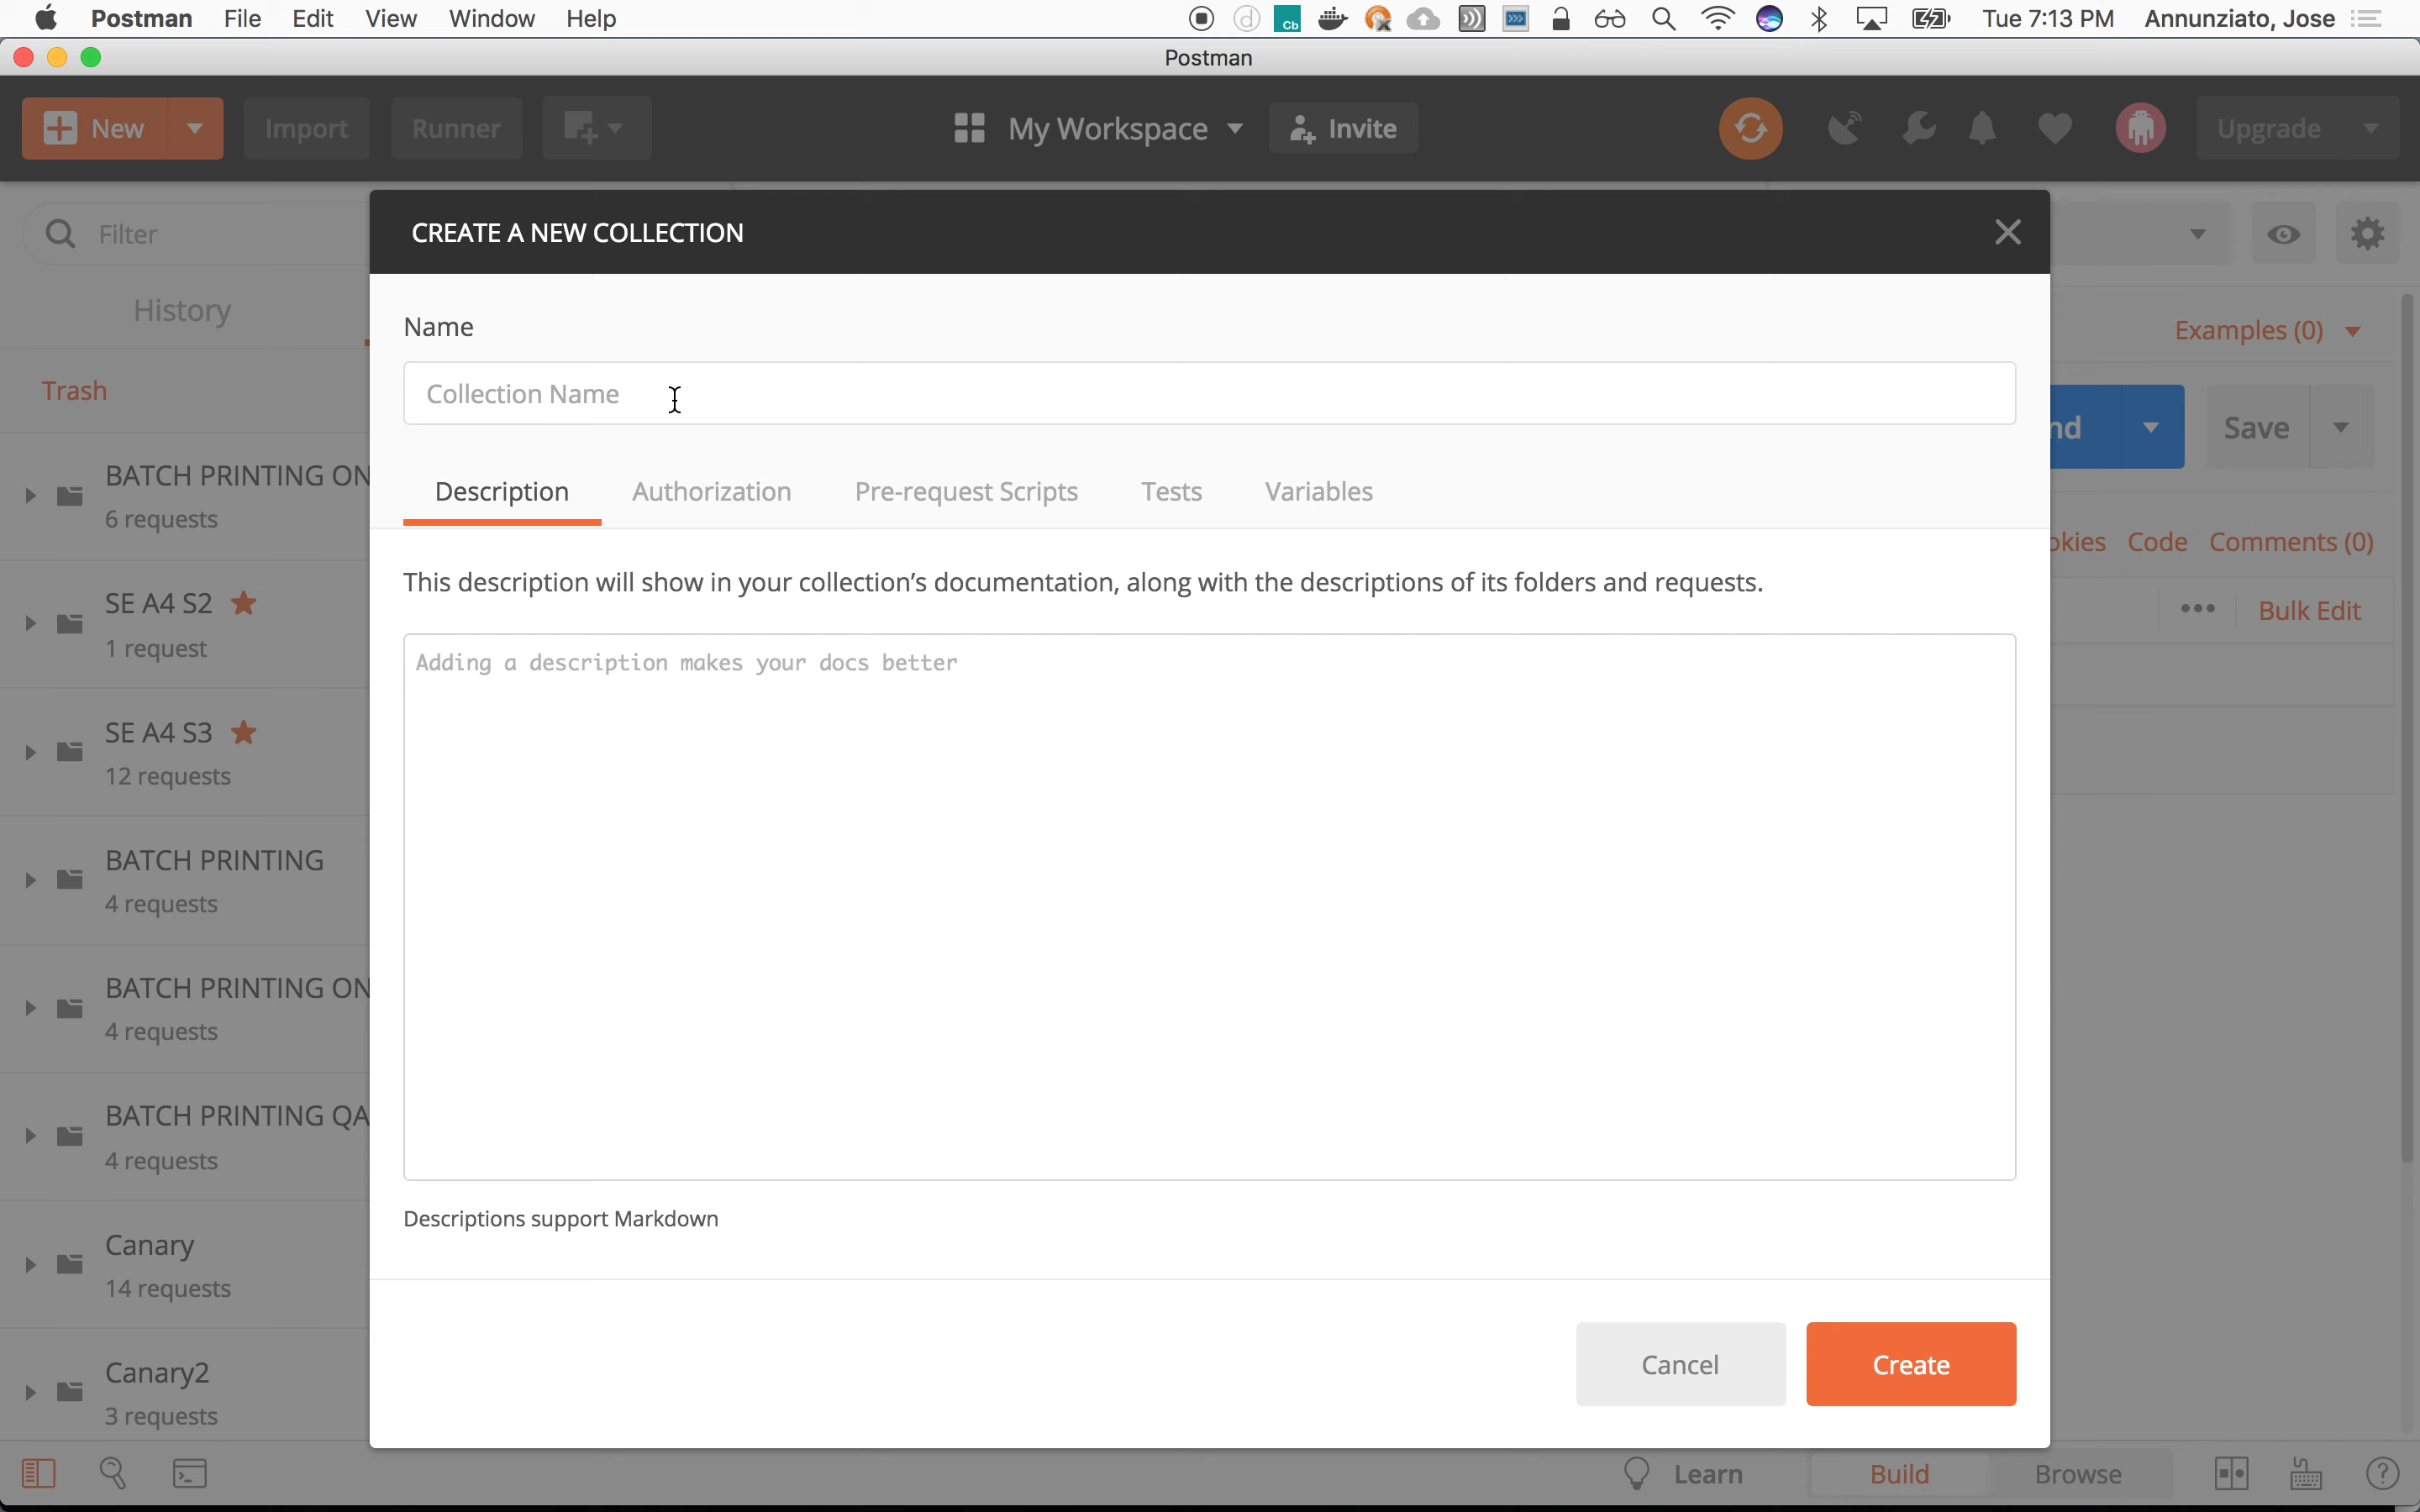 Postman File Edit View Window Help Cb Tue 7:13 PM Annunziato, Jose
Postman
New Import Runner My Workspace Invite Upgrade
Filter
CREATE A NEW COLLECTION
History
Name
Examples (0)
Trash
Collection Name
nd Save
BATCH PRINTING ON
6 requests
Description Authorization Pre-request Scripts Tests Variables
okies Code Comments (0)
This description will show in your collection’s documentation, along with the descriptions of its folders and requests.
SE A4 S2
1 request
Bulk Edit
Adding a description makes your docs better
SE A4 S3
12 requests
BATCH PRINTING
4 requests
BATCH PRINTING ON
4 requests
BATCH PRINTING QA
4 requests
Descriptions support Markdown
Canary
14 requests
Canary2
3 requests
Cancel Create
Learn Build Browse